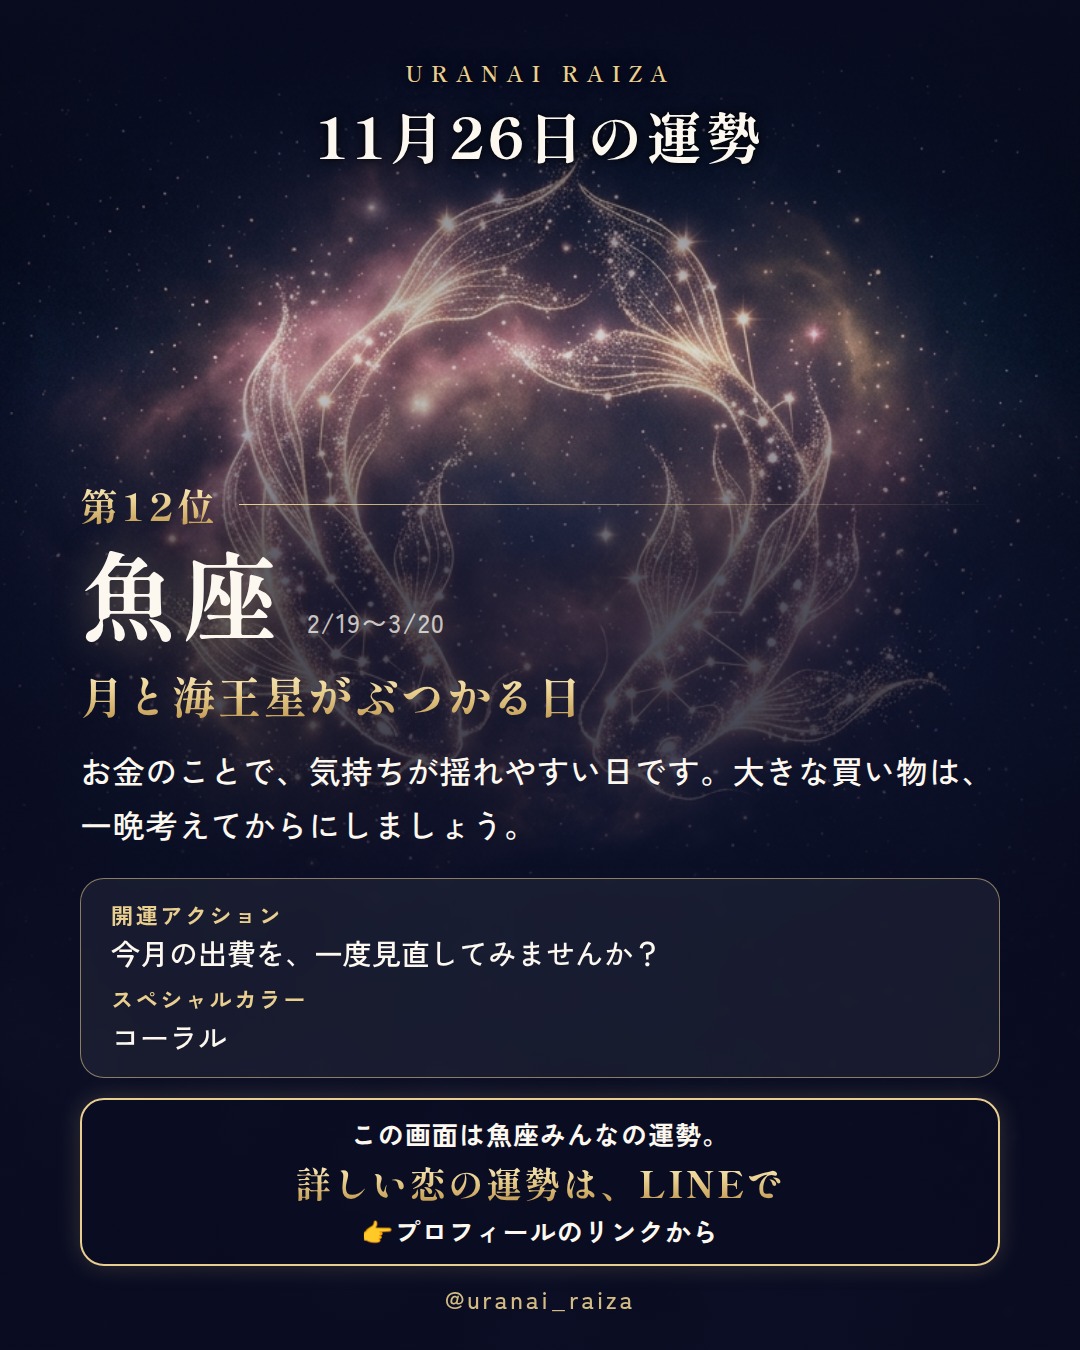 URANAI RAIZA
11月26日の運勢
第12位
魚座 2/19〜3/20
月と海王星がぶつかる日
お金のことで、気持ちが揺れやすい日です。大きな買い物は、
一晩考えてからにしましょう。
開運アクション
今月の出費を、一度見直してみませんか？
スペシャルカラー
コーラル
この画面は魚座みんなの運勢。
詳しい恋の運勢は、LINEで
👉プロフィールのリンクから
@uranai_raiza